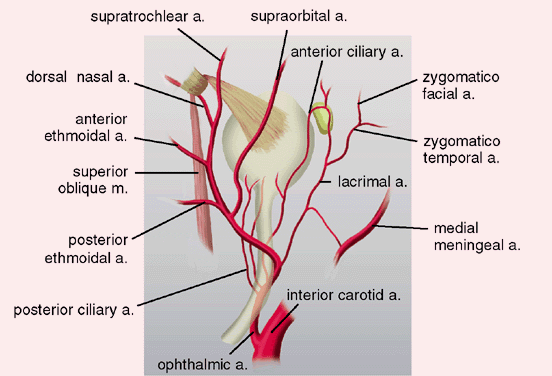 supratrochlear a.
supraorbital a.
anterior ciliary a.
dorsal nasal a.
zygomatico
facial a.
anterior
ethmoidal a.
zygomatico
temporal a.
superior
oblique m.
lacrimal a.
posterior
ethmoidal a.
medial
meningeal a.
posterior ciliary a.
interior carotid a.
ophthalmic a.